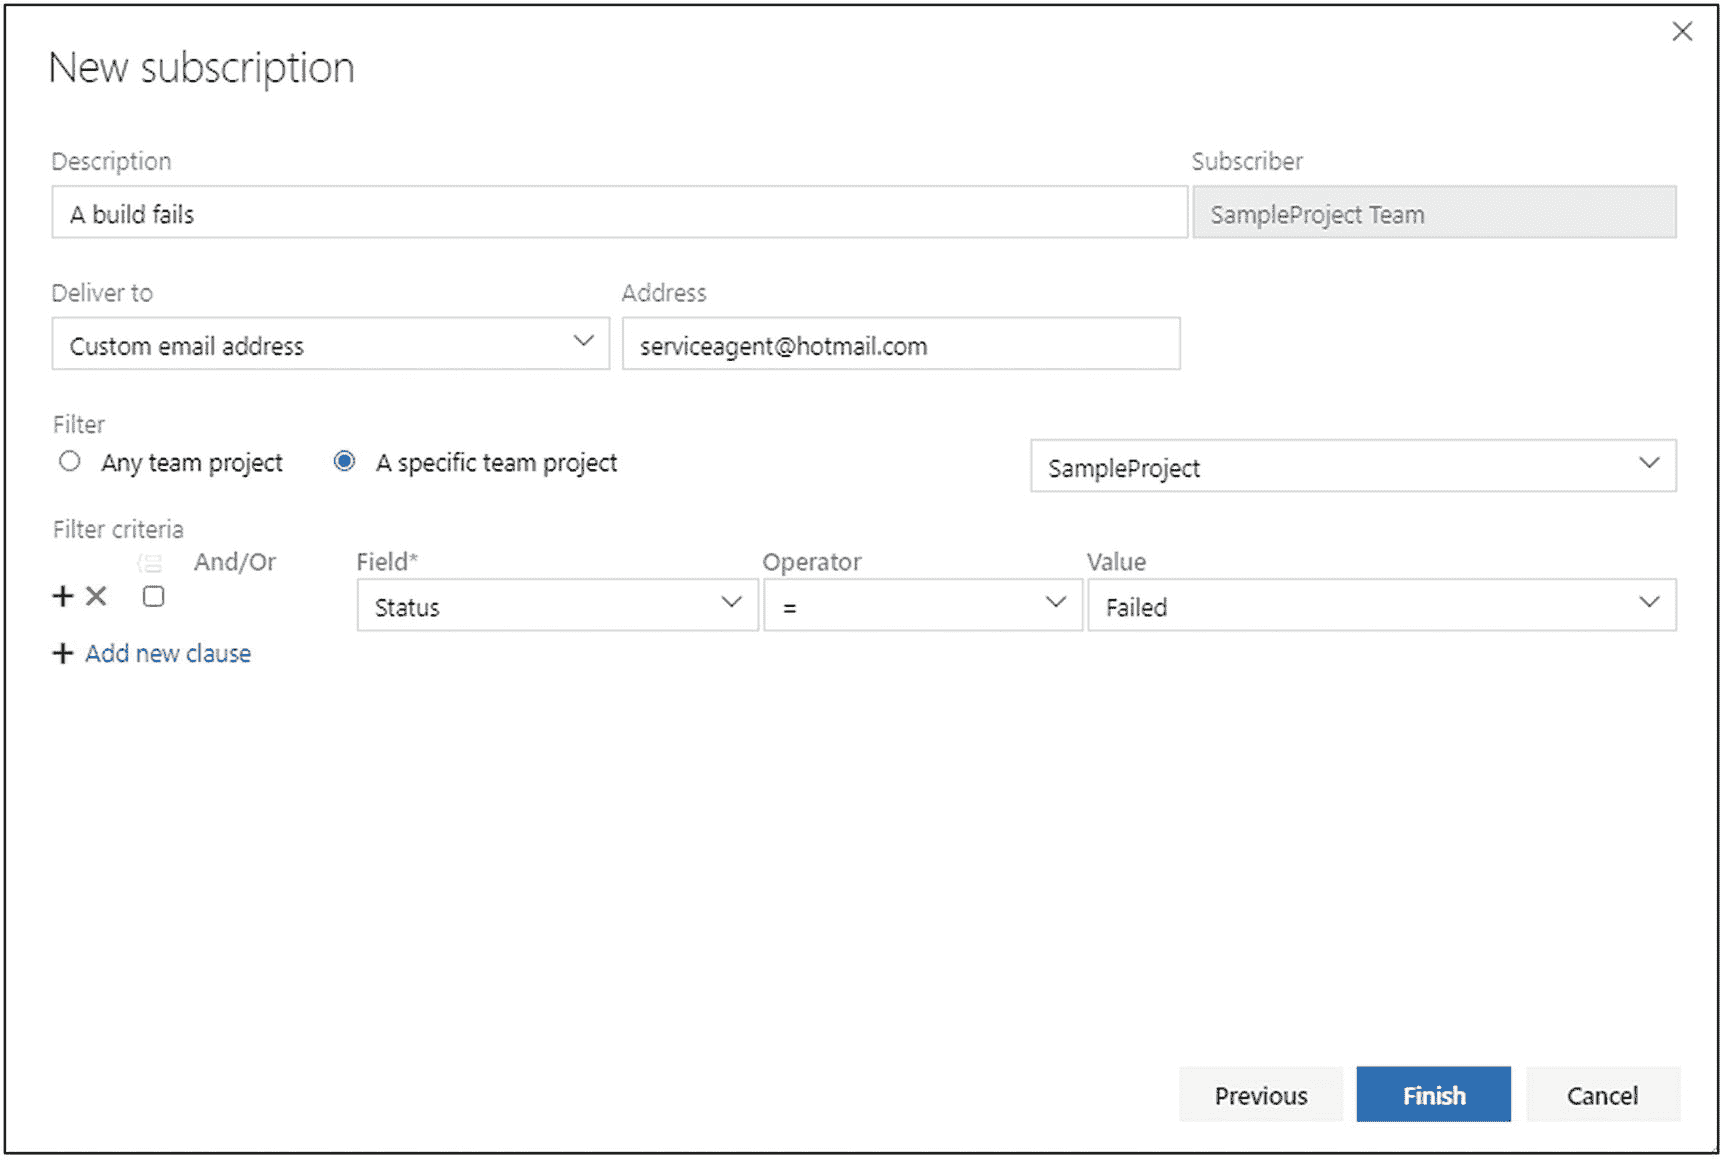 New subscription
Description
Subscriber
A build fails
SampleProject Team
Deliver to
Address
Custom email address
serviceagent@hotmail.com
Filter
Any team project
A specific team project
SampleProject
Filter criteria
And/Or
Field*
Operator
Value
Status
=
Failed
Add new clause
Previous
Finish
Cancel